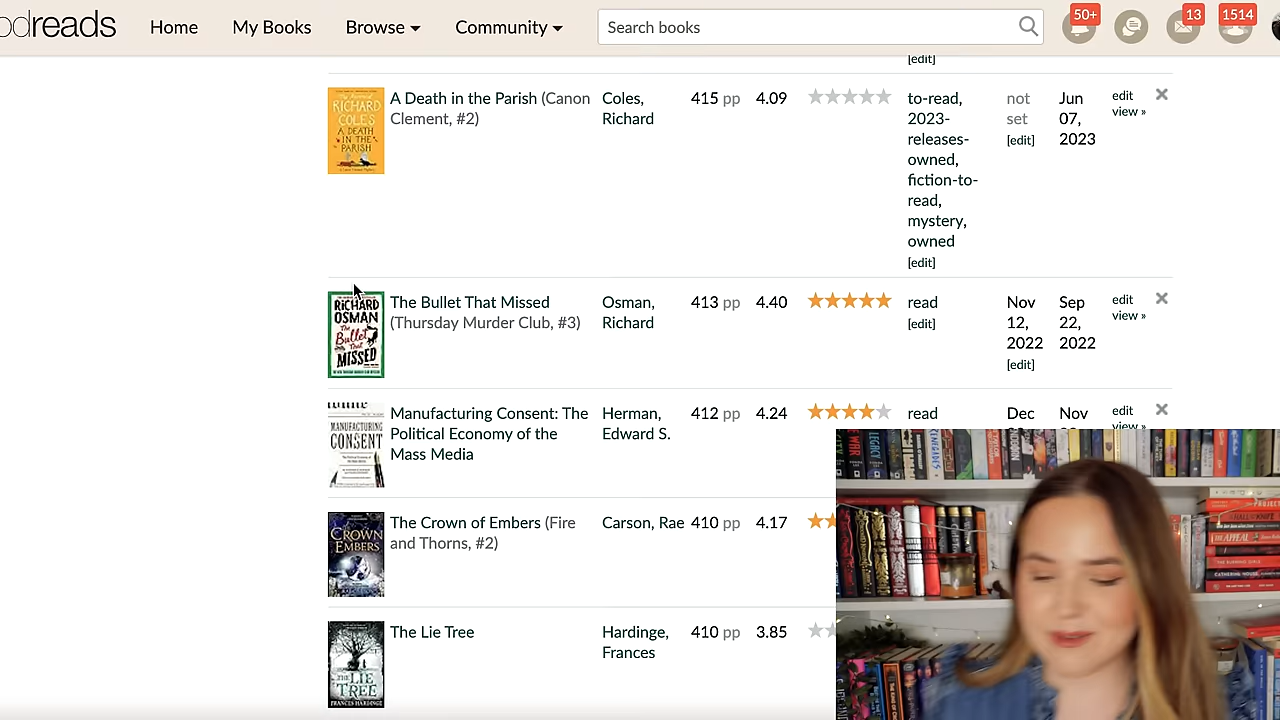 odreads
Home
My Books
Browse
Community
Search books
50+
13
1514
[edit]
A Death in the Parish (Canon
Clement, #2)
Coles,
Richard
415 pp
4.09
to-read,
2023-
releases-
owned,
fiction-to-
read,
mystery,
owned
[edit]
not
set
[edit]
Jun
07,
2023
edit
view »
RICHARD
COLES
A DEATH
IN THE
PARISH
The Bullet That Missed
(Thursday Murder Club, #3)
Osman,
Richard
413 pp
4.40
read
[edit]
Nov
12,
2022
[edit]
Sep
22,
2022
edit
view »
RICHARD
OSMAN
The
Bullet
That
MISSED
Manufacturing Consent: The
Political Economy of the
Mass Media
Herman,
Edward S.
412 pp
4.24
read
Dec
Nov
edit
view »
MANUFACTURING
CONSENT
The Crown of Embers (Fire
and Thorns, #2)
Carson, Rae
410 pp
4.17
CROWN
EMBERS
The Lie Tree
Hardinge,
Frances
410 pp
3.85
THE LIE
TREE
FRANCES HARDINGE
LEGACY
THE APPEAL